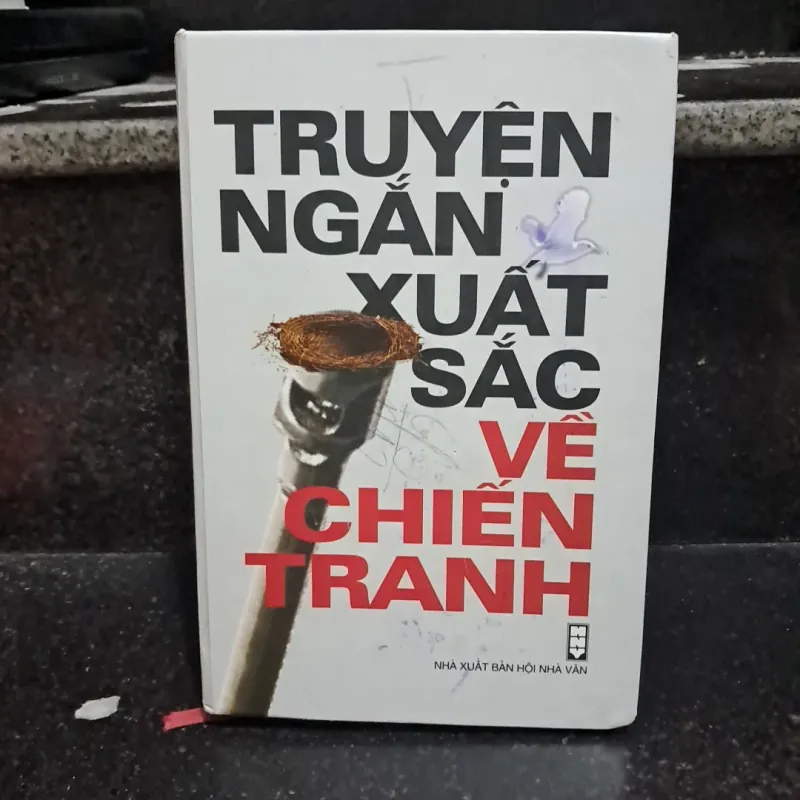 TRUYỆN
NGẮN
XUẤT
SẮC
VỀ
CHIẾN
TRANH
NHÀ XUẤT BẢN HỘI NHÀ VĂN